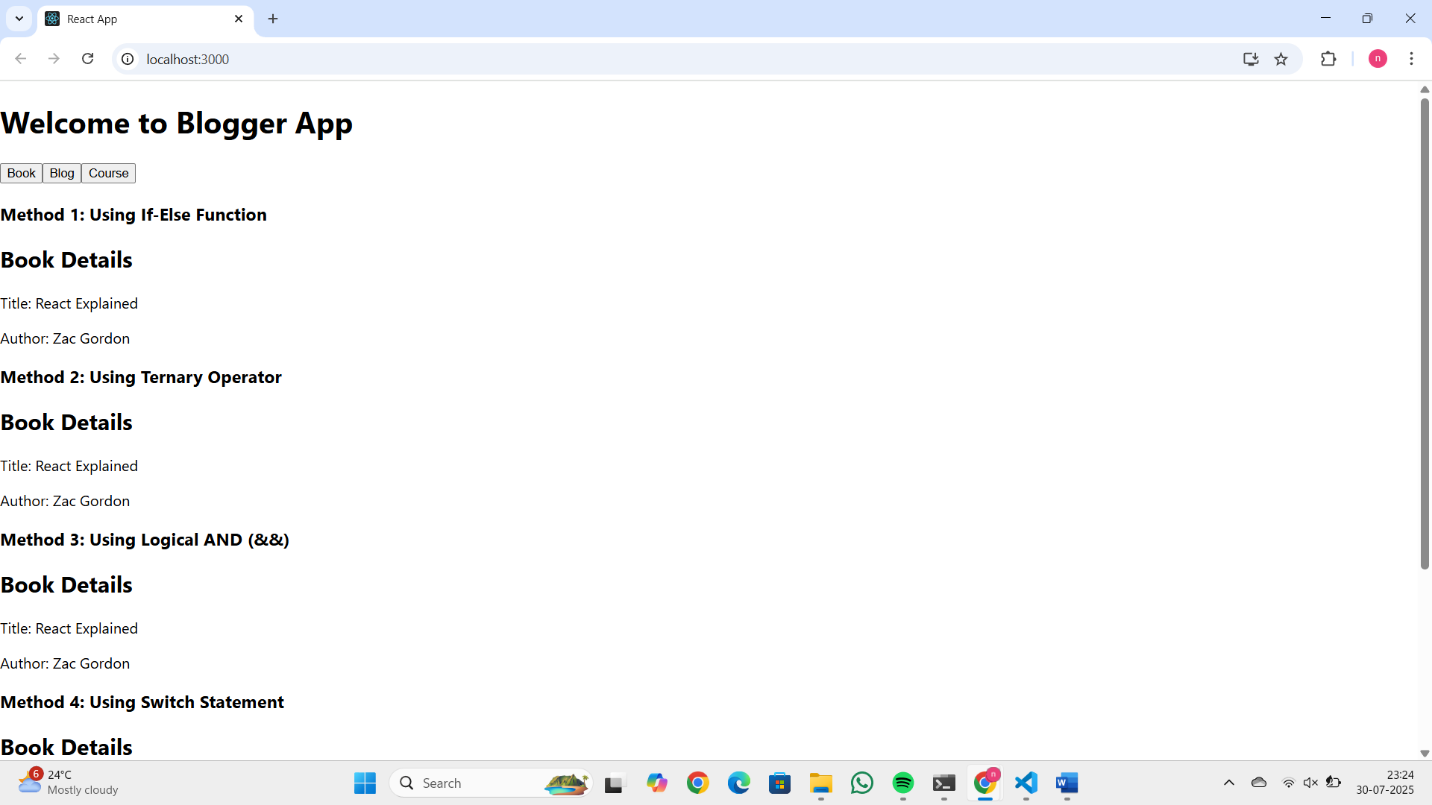 React App
localhost:3000
n
Welcome to Blogger App
Book Blog Course
Method 1: Using If-Else Function
Book Details
Title: React Explained
Author: Zac Gordon
Method 2: Using Ternary Operator
Book Details
Title: React Explained
Author: Zac Gordon
Method 3: Using Logical AND (&&)
Book Details
Title: React Explained
Author: Zac Gordon
Method 4: Using Switch Statement
Book Details
6
24°C
Mostly cloudy
Search
n
W
23:24
30-07-2025